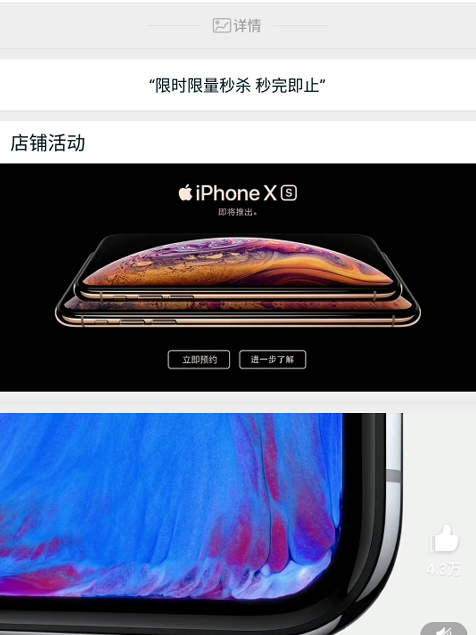 详情
“限时限量秒杀 秒完即止”
店铺活动
iPhone XS
即将推出。
立即预约
进一步了解
4.3万